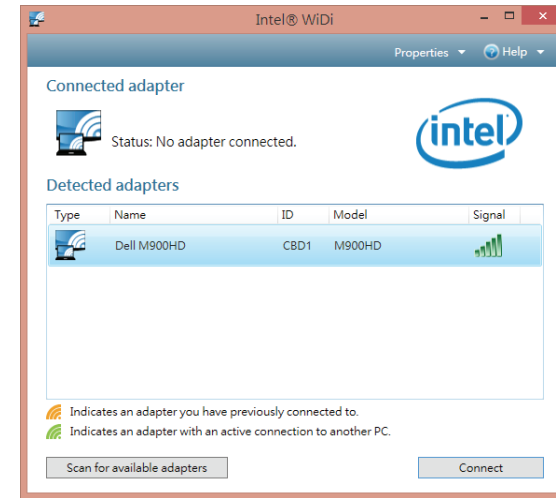 Intel® WiDi
Properties Help
Connected adapter
Status: No adapter connected.
intel
Detected adapters
Type Name ID Model Signal
Dell M900HD CBD1 M900HD
Indicates an adapter you have previously connected to.
Indicates an adapter with an active connection to another PC.
Scan for available adapters Connect